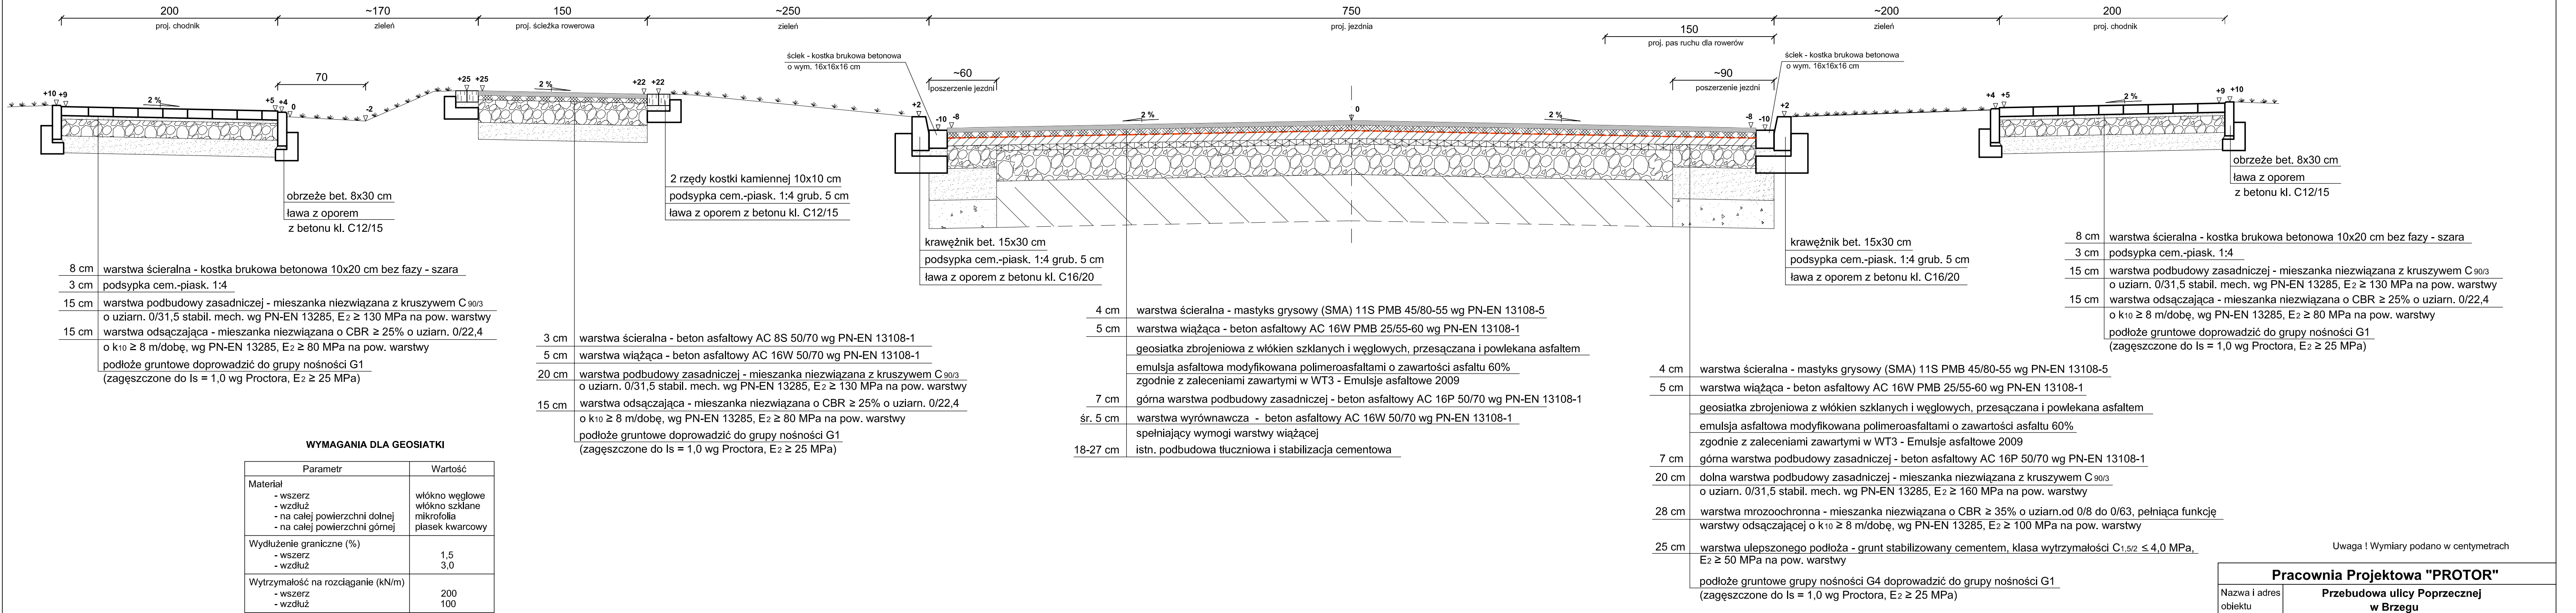 200
~170
150
~250
750
~200
200
proj. chodnik
zieleń
proj. ścieżka rowerowa
zieleń
proj. jezdnia
zieleń
proj. chodnik
150
proj. pas ruchu dla rowerów
ściek - kostka brukowa betonowa
o wym. 16x16x16 cm
ściek - kostka brukowa betonowa
o wym. 16x16x16 cm
70
~60
poszerzenie jezdni
~90
poszerzenie jezdni
+10 +9
2 %
+5 +4
0
-2
+25 +25
2 %
+22 +22
+2
-10 -8
2 %
0
2 %
-8
-10
+2
+4 +5
2 %
+9 +10
obrzeże bet. 8x30 cm
ława z oporem
z betonu kl. C12/15
2 rzędy kostki kamiennej 10x10 cm
podsypka cem.-piask. 1:4 grub. 5 cm
ława z oporem z betonu kl. C12/15
krawężnik bet. 15x30 cm
podsypka cem.-piask. 1:4 grub. 5 cm
ława z oporem z betonu kl. C16/20
krawężnik bet. 15x30 cm
podsypka cem.-piask. 1:4 grub. 5 cm
ława z oporem z betonu kl. C16/20
obrzeże bet. 8x30 cm
ława z oporem
z betonu kl. C12/15
8 cm warstwa ścieralna - kostka brukowa betonowa 10x20 cm bez fazy - szara
3 cm podsypka cem.-piask. 1:4
15 cm warstwa podbudowy zasadniczej - mieszanka niezwiązana z kruszywem C 90/3
o uziarn. 0/31,5 stabil. mech. wg PN-EN 13285, E2 ≥ 130 MPa na pow. warstwy
15 cm warstwa odsączająca - mieszanka niezwiązana o CBR ≥ 25% o uziarn. 0/22,4
o k10 ≥ 8 m/dobę, wg PN-EN 13285, E2 ≥ 80 MPa na pow. warstwy
podłoże gruntowe doprowadzić do grupy nośności G1
(zagęszczone do Is = 1,0 wg Proctora, E2 ≥ 25 MPa)
3 cm warstwa ścieralna - beton asfaltowy AC 8S 50/70 wg PN-EN 13108-1
5 cm warstwa wiążąca - beton asfaltowy AC 16W 50/70 wg PN-EN 13108-1
20 cm warstwa podbudowy zasadniczej - mieszanka niezwiązana z kruszywem C 90/3
o uziarn. 0/31,5 stabil. mech. wg PN-EN 13285, E2 ≥ 130 MPa na pow. warstwy
15 cm warstwa odsączająca - mieszanka niezwiązana o CBR ≥ 25% o uziarn. 0/22,4
o k10 ≥ 8 m/dobę, wg PN-EN 13285, E2 ≥ 80 MPa na pow. warstwy
podłoże gruntowe doprowadzić do grupy nośności G1
(zagęszczone do Is = 1,0 wg Proctora, E2 ≥ 25 MPa)
4 cm warstwa ścieralna - mastyks grysowy (SMA) 11S PMB 45/80-55 wg PN-EN 13108-5
5 cm warstwa wiążąca - beton asfaltowy AC 16W PMB 25/55-60 wg PN-EN 13108-1
geosiatka zbrojeniowa z włókien szklanych i węglowych, przesączana i powlekana asfaltem
emulsja asfaltowa modyfikowana polimeroasfaltami o zawartości asfaltu 60%
zgodnie z zaleceniami zawartymi w WT3 - Emulsje asfaltowe 2009
7 cm górna warstwa podbudowy zasadniczej - beton asfaltowy AC 16P 50/70 wg PN-EN 13108-1
śr. 5 cm warstwa wyrównawcza - beton asfaltowy AC 16W 50/70 wg PN-EN 13108-1
spełniający wymogi warstwy wiążącej
18-27 cm istn. podbudowa tłuczniowa i stabilizacja cementowa
4 cm warstwa ścieralna - mastyks grysowy (SMA) 11S PMB 45/80-55 wg PN-EN 13108-5
5 cm warstwa wiążąca - beton asfaltowy AC 16W PMB 25/55-60 wg PN-EN 13108-1
geosiatka zbrojeniowa z włókien szklanych i węglowych, przesączana i powlekana asfaltem
emulsja asfaltowa modyfikowana polimeroasfaltami o zawartości asfaltu 60%
zgodnie z zaleceniami zawartymi w WT3 - Emulsje asfaltowe 2009
7 cm górna warstwa podbudowy zasadniczej - beton asfaltowy AC 16P 50/70 wg PN-EN 13108-1
20 cm dolna warstwa podbudowy zasadniczej - mieszanka niezwiązana z kruszywem C 90/3
o uziarn. 0/31,5 stabil. mech. wg PN-EN 13285, E2 ≥ 160 MPa na pow. warstwy
28 cm warstwa mrozoochronna - mieszanka niezwiązana o CBR ≥ 35% o uziarn.od 0/8 do 0/63, pełniąca funkcję
warstwy odsączającej o k10 ≥ 8 m/dobę, wg PN-EN 13285, E2 ≥ 100 MPa na pow. warstwy
25 cm warstwa ulepszonego podłoża - grunt stabilizowany cementem, klasa wytrzymałości C1,5/2 ≤ 4,0 MPa,
E2 ≥ 50 MPa na pow. warstwy
podłoże gruntowe grupy nośności G4 doprowadzić do grupy nośności G1
(zagęszczone do Is = 1,0 wg Proctora, E2 ≥ 25 MPa)
8 cm warstwa ścieralna - kostka brukowa betonowa 10x20 cm bez fazy - szara
3 cm podsypka cem.-piask. 1:4
15 cm warstwa podbudowy zasadniczej - mieszanka niezwiązana z kruszywem C 90/3
o uziarn. 0/31,5 stabil. mech. wg PN-EN 13285, E2 ≥ 130 MPa na pow. warstwy
15 cm warstwa odsączająca - mieszanka niezwiązana o CBR ≥ 25% o uziarn. 0/22,4
o k10 ≥ 8 m/dobę, wg PN-EN 13285, E2 ≥ 80 MPa na pow. warstwy
podłoże gruntowe doprowadzić do grupy nośności G1
(zagęszczone do Is = 1,0 wg Proctora, E2 ≥ 25 MPa)
WYMAGANIA DLA GEOSIATKI
Parametr Wartość
Materiał
- wszerz włókno węglowe
- wzdłuż włókno szklane
- na całej powierzchni dolnej mikrofolia
- na całej powierzchni górnej piasek kwarcowy
Wydłużenie graniczne (%)
- wszerz 1,5
- wzdłuż 3,0
Wytrzymałość na rozciąganie (kN/m)
- wszerz 200
- wzdłuż 100
Uwaga ! Wymiary podano w centymetrach
Pracownia Projektowa "PROTOR"
Nazwa i adres Przebudowa ulicy Poprzecznej
obiektu w Brzegu